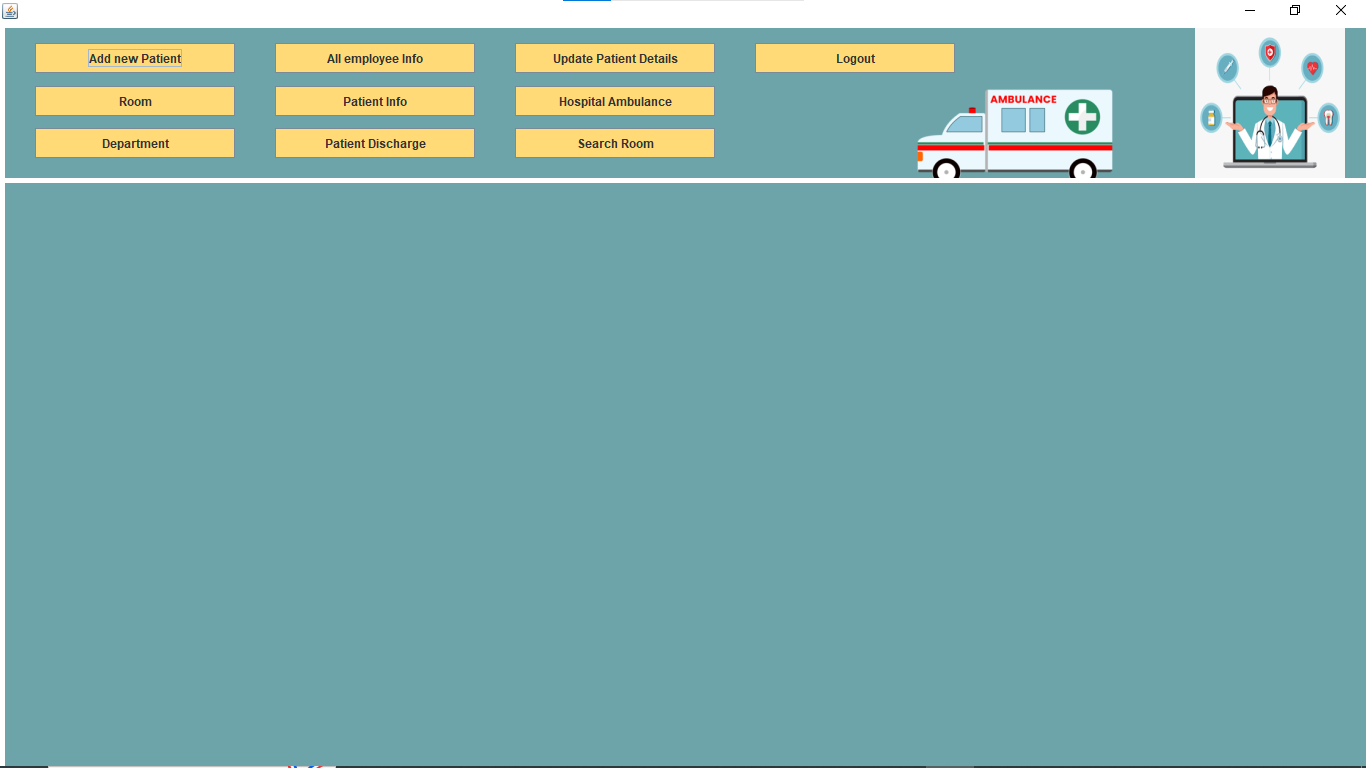 Add new Patient
All employee Info
Update Patient Details
Logout
Room
Patient Info
Hospital Ambulance
AMBULANCE
Department
Patient Discharge
Search Room